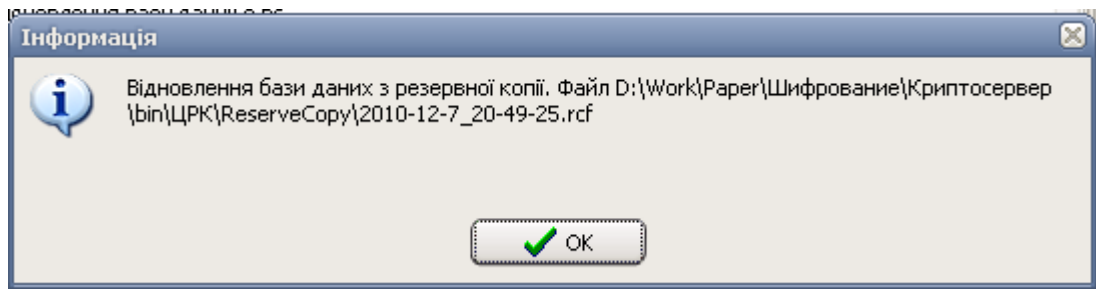 Інформація
Відновлення бази даних з резервної копії. Файл D:\Work\Paper\Шифрование\Криптосервер
\bin\ЦРК\ReserveCopy\2010-12-7_20-49-25.rcf
OK